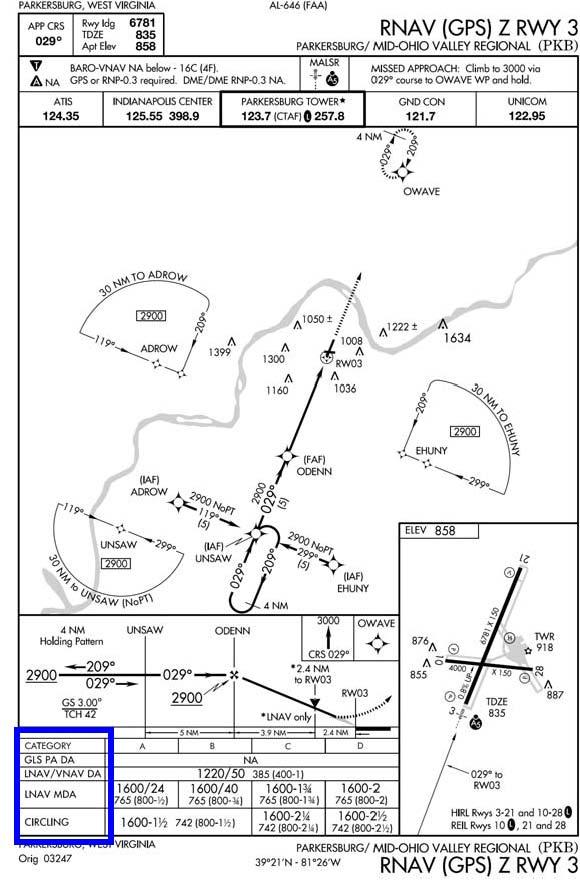 PARKERSBURG, WEST VIRGINIA
AL-646 (FAA)
APP CRS
029°
Rwy Idg 6781
TDZE 835
Apt Elev 858
RNAV (GPS) Z RWY 3
PARKERSBURG/ MID-OHIO VALLEY REGIONAL (PKB)
T
A NA
BARO-VNAV NA below - 16C (4F).
GPS or RNP-0.3 required. DME/DME RNP-0.3 NA.
MALSR
A5
MISSED APPROACH: Climb to 3000 via
029° course to OWAVE WP and hold.
ATIS
124.35
INDIANAPOLIS CENTER
125.55 398.9
PARKERSBURG TOWER★
123.7 (CTAF) L 257.8
GND CON
121.7
UNICOM
122.95
4 NM
029°
209°
OWAVE
30 NM TO ADROW
2900
209°
119°
ADROW
1399
1050 ±
1300
1160
1008
RW03
1036
1222 ±
1634
30 NM TO EHUNY
209°
2900
EHUNY
299°
(FAF)
ODENN
2900
029°
(5)
(IAF)
ADROW
2900 NoPT
119°
(5)
(IAF)
UNSAW
2900 NoPT
299°
(5)
(IAF)
EHUNY
029°
209°
4 NM
119°
UNSAW
299°
2900
30 NM to UNSAW (NoPT)
ELEV 858
21
6781 X 150
TWR
918
876
855
10
4000 X 150
28
887
0.8% UP
TDZE
835
3
A5
029° to
RW03
HIRL Rwys 3-21 and 10-28 L
REIL Rwys 10 L, 21 and 28
4 NM
Holding Pattern
UNSAW
ODENN
3000
CRS 029°
OWAVE
2900
209°
029°
029°
2900
GS 3.00°
TCH 42
*2.4 NM
to RW03
RW03
*LNAV only
5 NM
3.9 NM
2.4 NM
CATEGORY A B C D
GLS PA DA NA
LNAV/VNAV DA 1220/50 385 (400-1)
LNAV MDA
1600/24
765 (800-½)
1600/40
765 (800-¾)
1600-1¾
765 (800-1¾)
1600-2
765 (800-2)
CIRCLING
1600-1½ 742 (800-1½)
1600-2¼
742 (800-2¼)
1600-2½
742 (800-2½)
PARKERSBURG, WEST VIRGINIA
Orig 03247
39°21'N - 81°26'W
PARKERSBURG/ MID-OHIO VALLEY REGIONAL (PKB)
RNAV (GPS) Z RWY 3